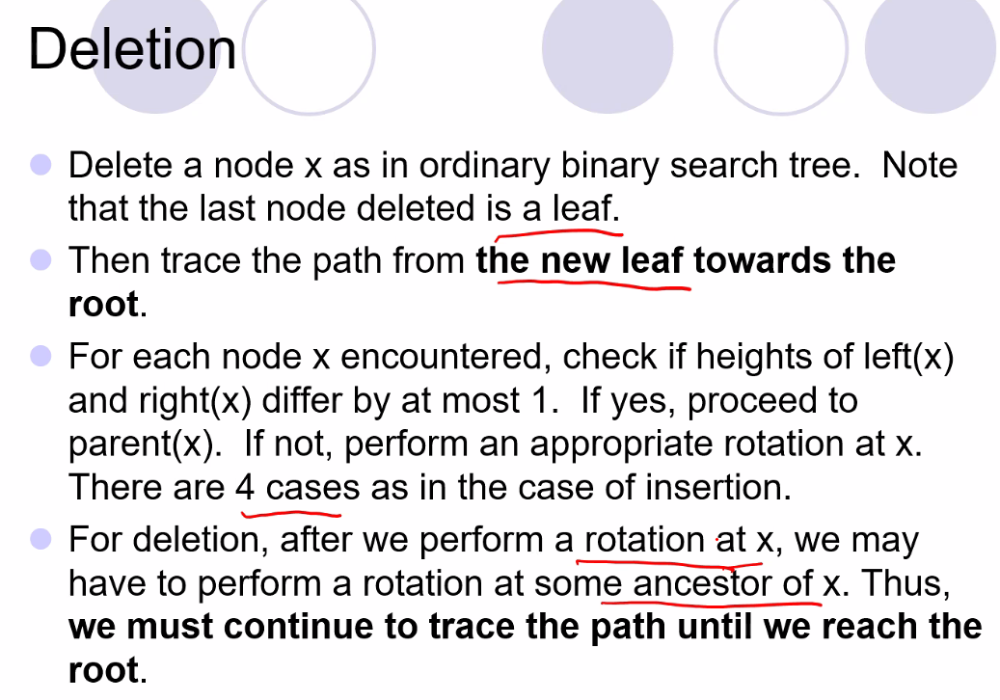 Deletion
Delete a node x as in ordinary binary search tree.  Note
that the last node deleted is a leaf.
Then trace the path from the new leaf towards the
root.
For each node x encountered, check if heights of left(x)
and right(x) differ by at most 1.  If yes, proceed to
parent(x).  If not, perform an appropriate rotation at x.
There are 4 cases as in the case of insertion.
For deletion, after we perform a rotation at x, we may
have to perform a rotation at some ancestor of x. Thus,
we must continue to trace the path until we reach the
root.